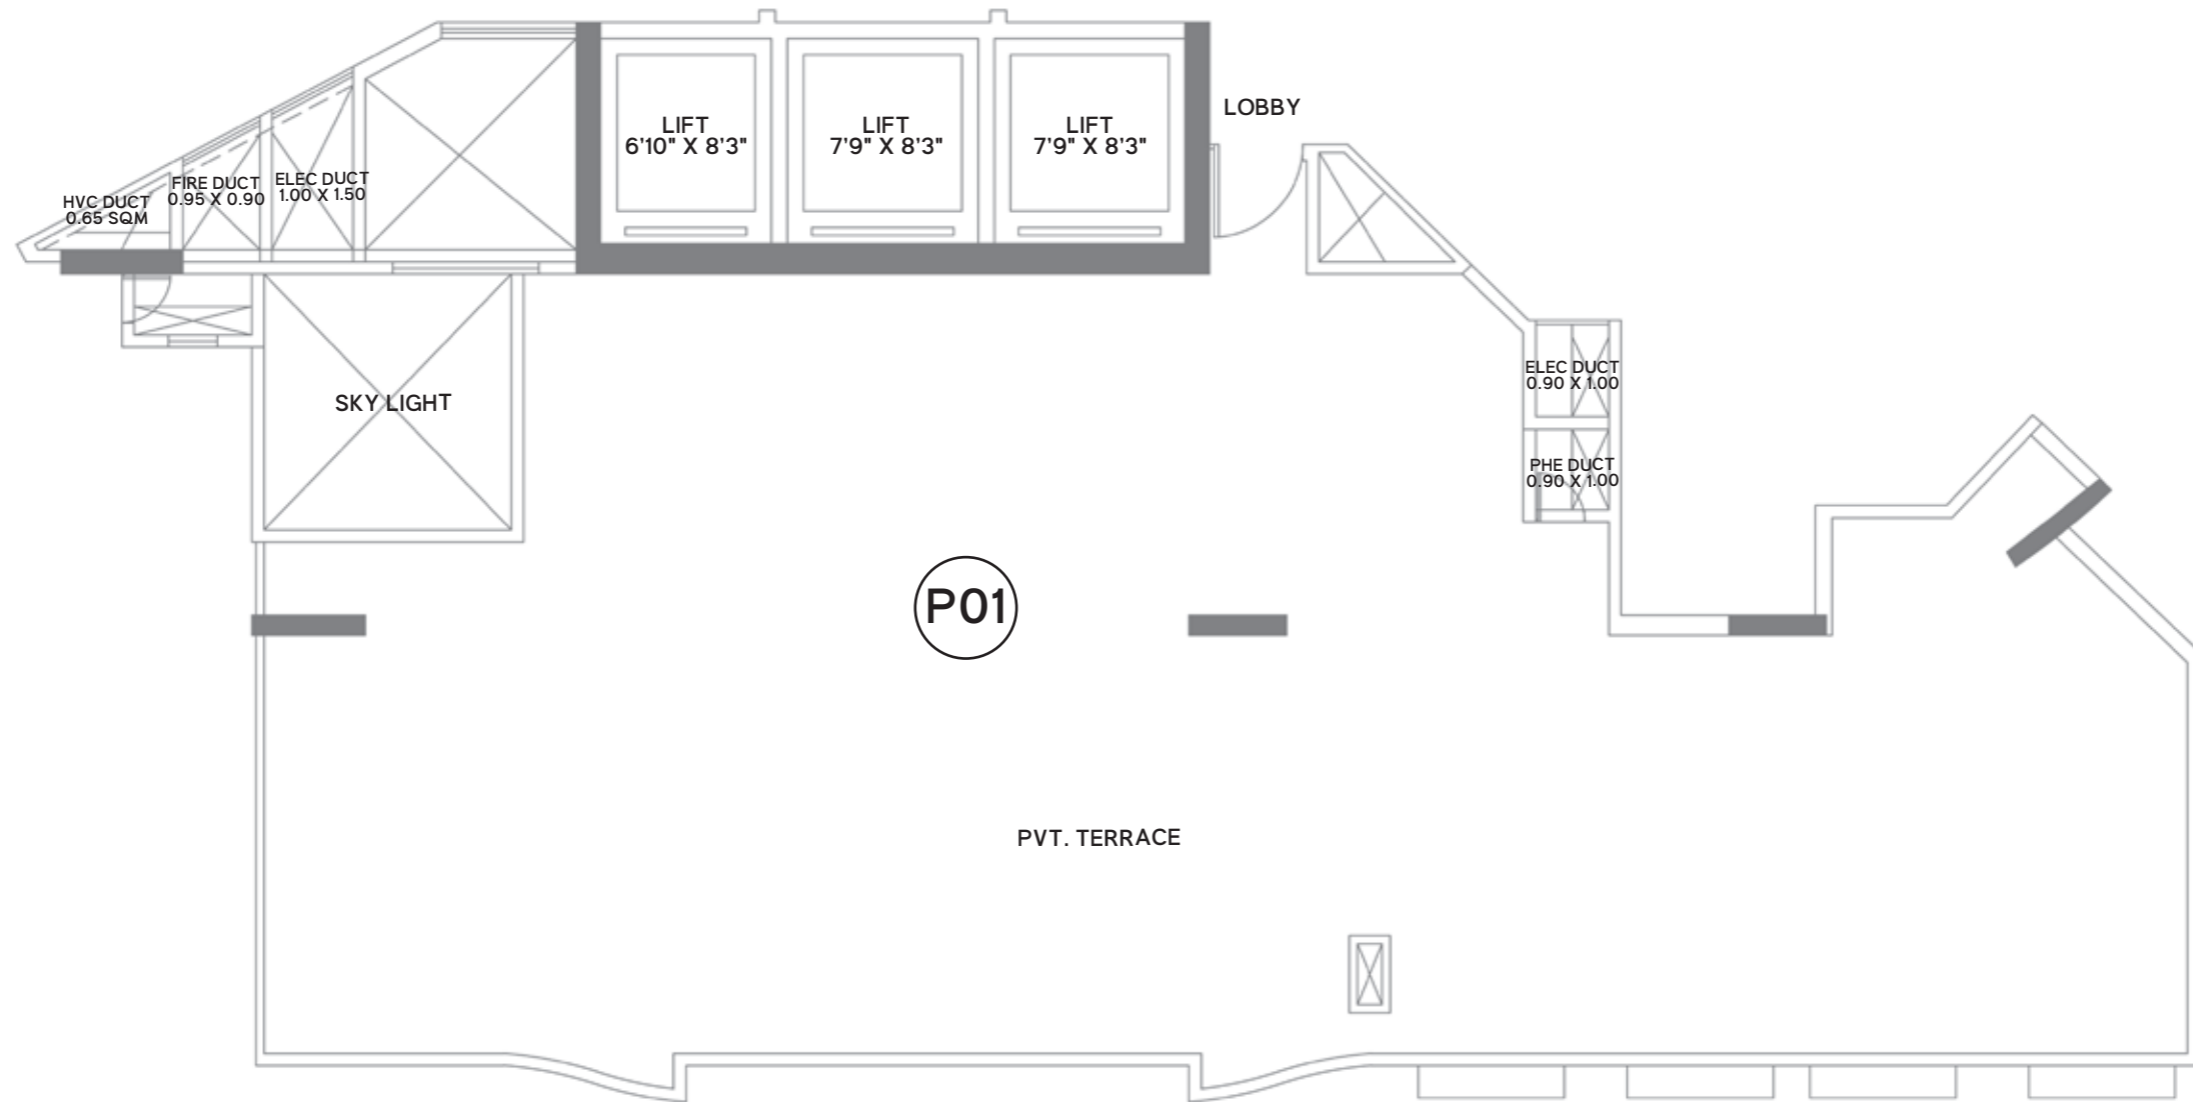 LOBBY
LIFT
6'10" X 8'3"
LIFT
7'9" X 8'3"
LIFT
7'9" X 8'3"
HVC DUCT
0.65 SQM
FIRE DUCT
0.95 X 0.90
ELEC DUCT
1.00 X 1.50
SKY LIGHT
ELEC DUCT
0.90 X 1.00
PHE DUCT
0.90 X 1.00
P01
PVT. TERRACE